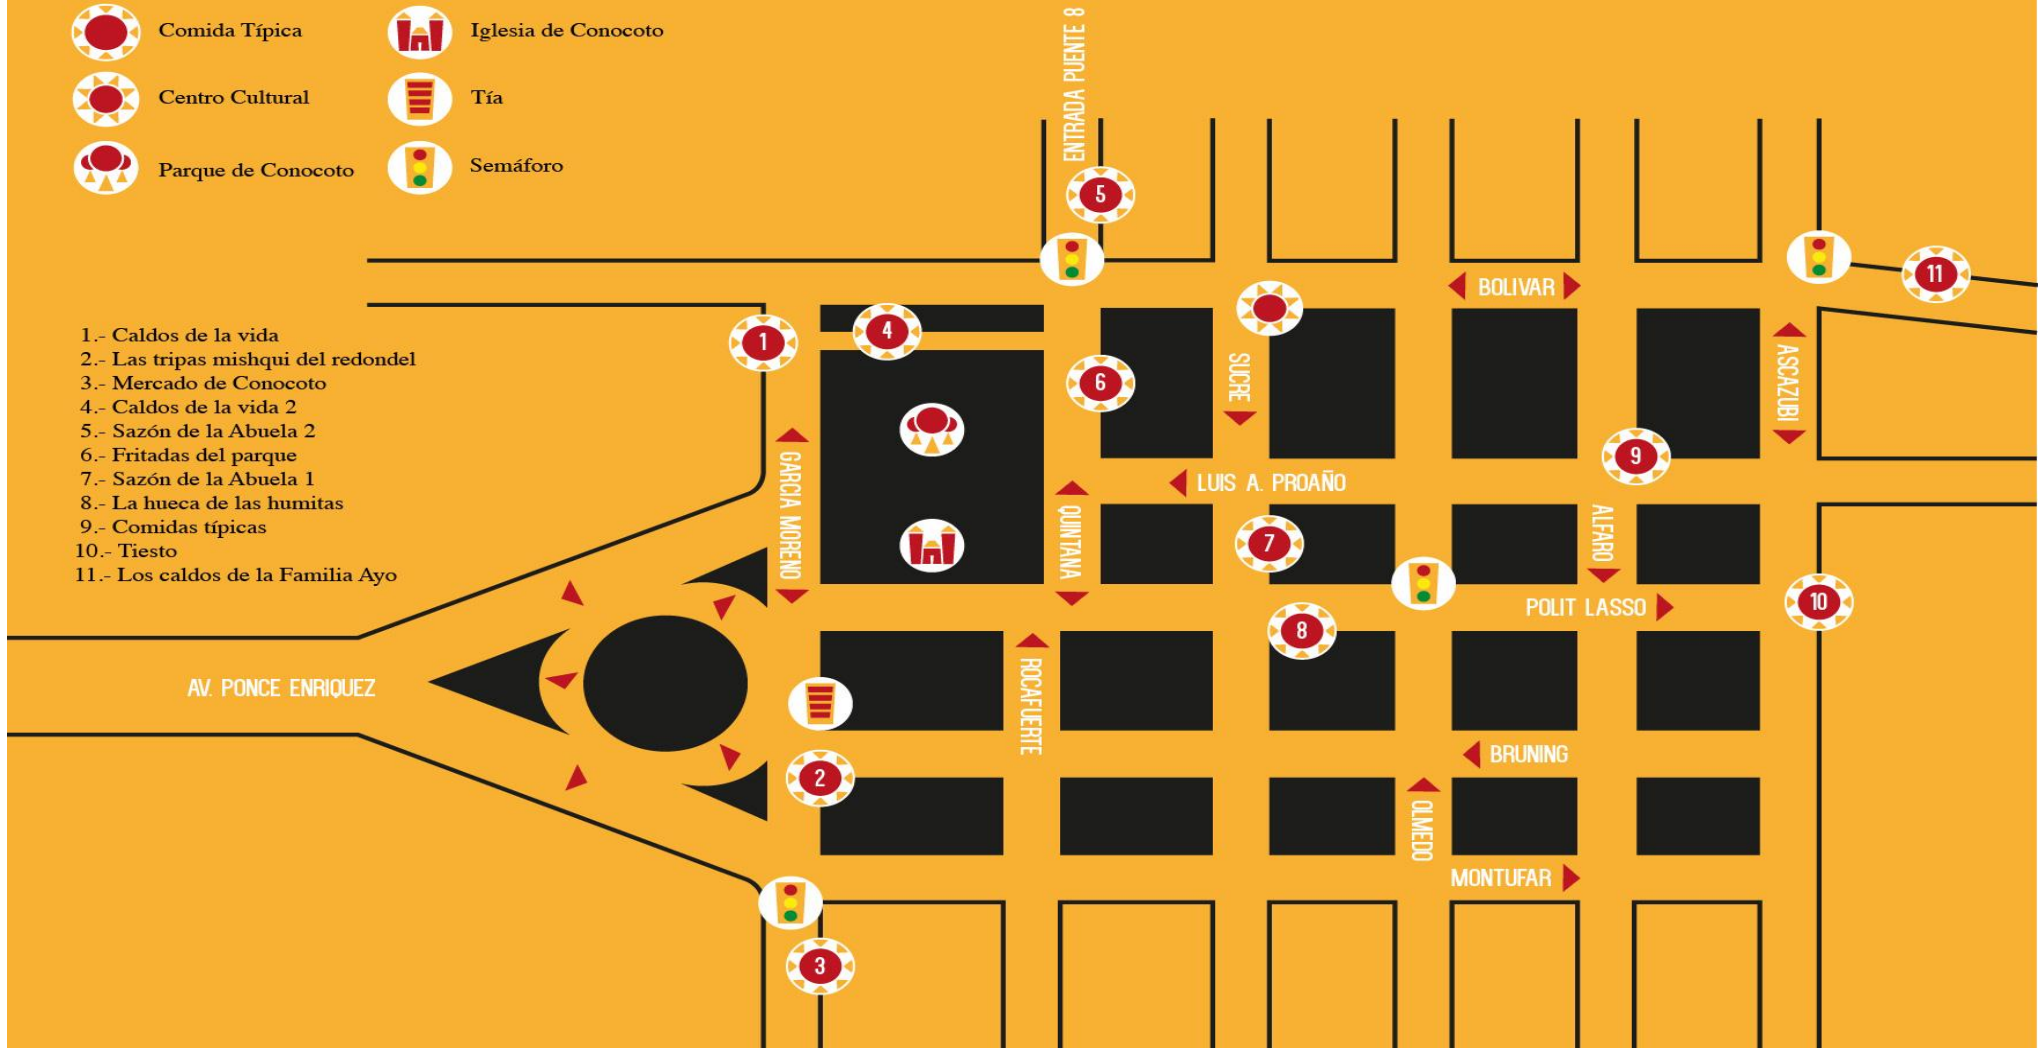 Comida Típica
Iglesia de Conocoto
Centro Cultural
Tía
Parque de Conocoto
Semáforo
ENTRADA PUENTE 8
1.- Caldos de la vida
2.- Las tripas mishqui del redondel
3.- Mercado de Conocoto
4.- Caldos de la vida 2
5.- Sazón de la Abuela 2
6.- Fritadas del parque
7.- Sazón de la Abuela 1
8.- La hueca de las humitas
9.- Comidas típicas
10.- Tiesto
11.- Los caldos de la Familia Ayo
5
11
BOLIVAR
1
4
6
SUCRE
ASCAZUBI
9
GARCIA MORENO
LUIS A. PROAÑO
QUINTANA
7
ALFARO
10
POLIT LASSO
8
AV. PONCE ENRIQUEZ
ROCAFUERTE
2
BRUNING
OLMEDO
MONTUFAR
3